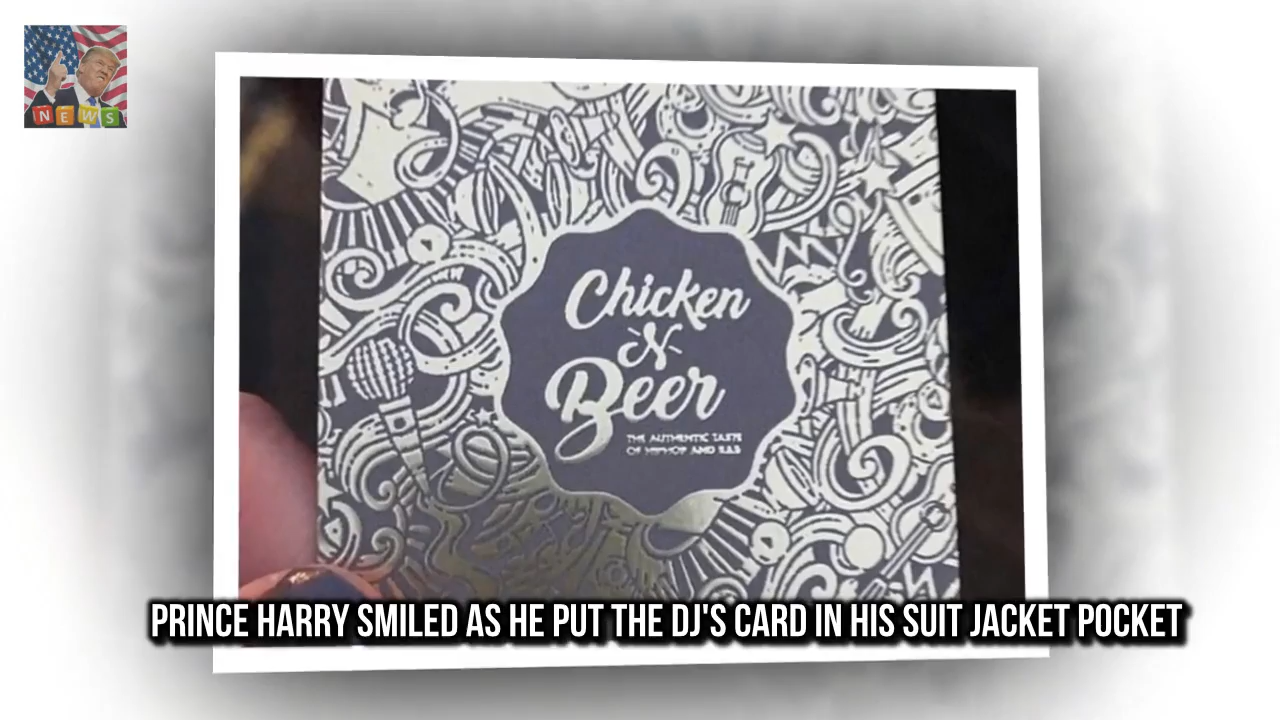 NEWS
Chicken
N
Beer
THE AUTHENTIC TASTE
OF HIPHOP AND R&B
PRINCE HARRY SMILED AS HE PUT THE DJ'S CARD IN HIS SUIT JACKET POCKET